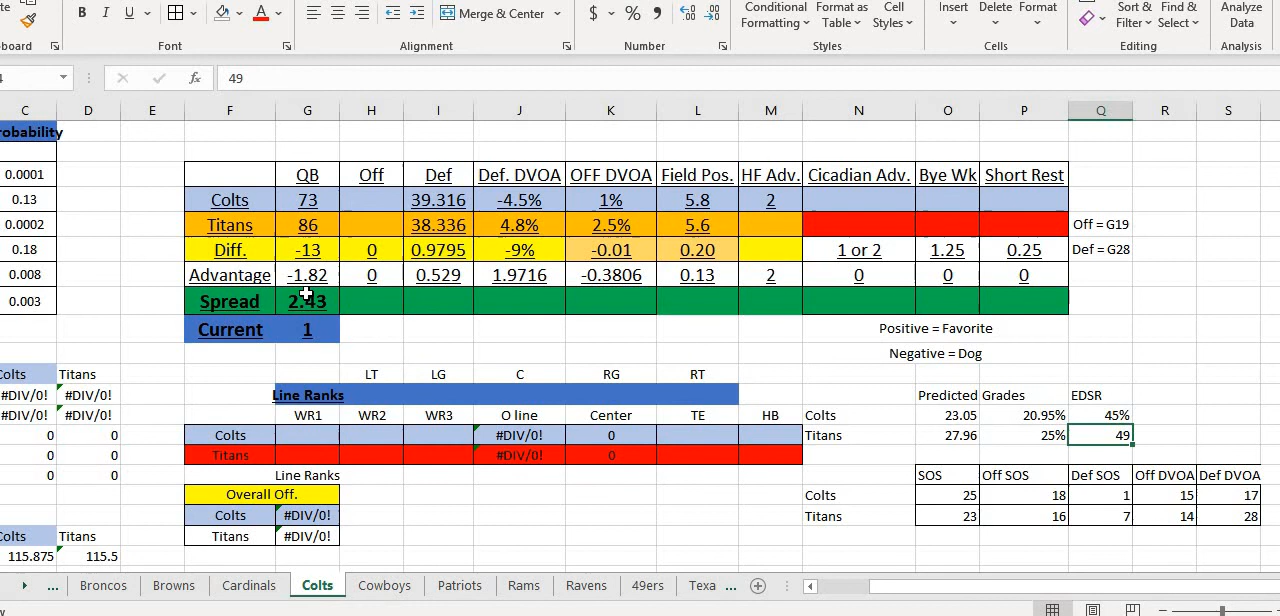 Merge & Center
$ % 9
Conditional Format as Cell Insert Delete Format Sort & Find & Analyze
Formatting Table Styles Filter Select Data
B I U A
board Font Alignment Number Styles Cells Editing Analysis
4 fx 49
C D E F G H I J K L M N O P Q R S
robability
QB Off Def Def. DVOA OFF DVOA Field Pos. HF Adv. Cicadian Adv. Bye Wk Short Rest
0.0001
0.13 Colts 73 39.316 -4.5% 1% 5.8 2
0.0002 Titans 86 38.336 4.8% 2.5% 5.6 Off = G19
0.18 Diff. -13 0 0.9795 -9% -0.01 0.20 1 or 2 1.25 0.25 Def = G28
0.008 Advantage -1.82 0 0.529 1.9716 -0.3806 0.13 2 0 0 0
0.003 Spread 2.43
Current 1 Positive = Favorite
Negative = Dog
Colts Titans LT LG C RG RT
#DIV/0! #DIV/0! Line Ranks Predicted Grades EDSR
#DIV/0! #DIV/0! WR1 WR2 WR3 O line Center TE HB Colts 23.05 20.95% 45%
0 0 Colts #DIV/0! 0 Titans 27.96 25% 49
0 0 Titans #DIV/0! 0
0 0 Line Ranks SOS Off SOS Def SOS Off DVOA Def DVOA
Overall Off. Colts 25 18 1 15 17
Colts #DIV/0! Titans 23 16 7 14 28
Colts Titans Titans #DIV/0!
115.875 115.5
... Broncos Browns Cardinals Colts Cowboys Patriots Rams Ravens 49ers Texa ...